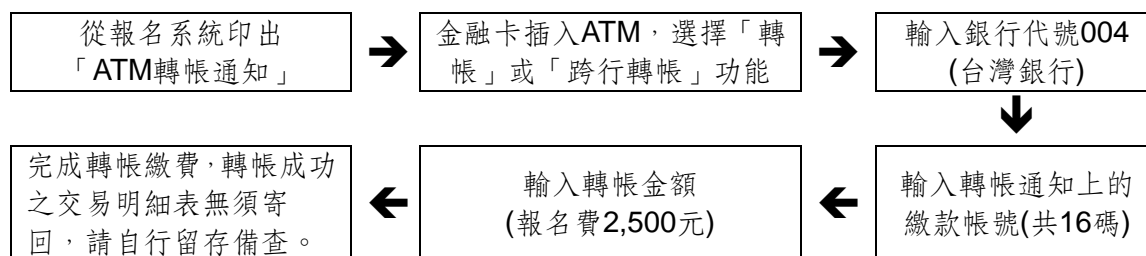 從報名系統印出
「ATM轉帳通知」
金融卡插入ATM，選擇「轉
帳」或「跨行轉帳」功能
輸入銀行代號004
(台灣銀行)
輸入轉帳通知上的
繳款帳號(共16碼)
輸入轉帳金額
(報名費2,500元)
完成轉帳繳費，轉帳成功
之交易明細表無須寄
回，請自行留存備查。